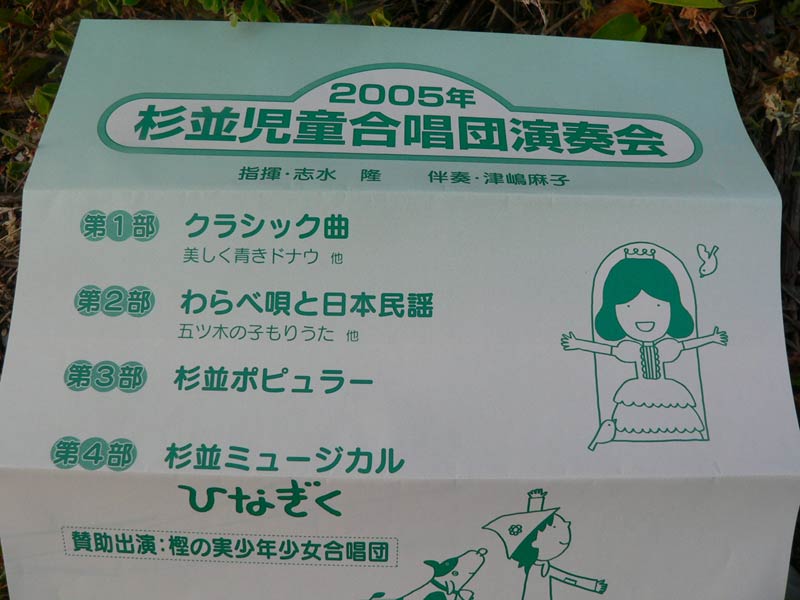 2005年
杉並児童合唱団演奏会
指揮・志水 隆 伴奏・津嶋麻子
第1部 クラシック曲
美しく青きドナウ 他
第2部 わらべ唄と日本民謡
五ツ木の子もりうた 他
第3部 杉並ポピュラー
第4部 杉並ミュージカル
ひなぎく
賛助出演：樫の実少年少女合唱団